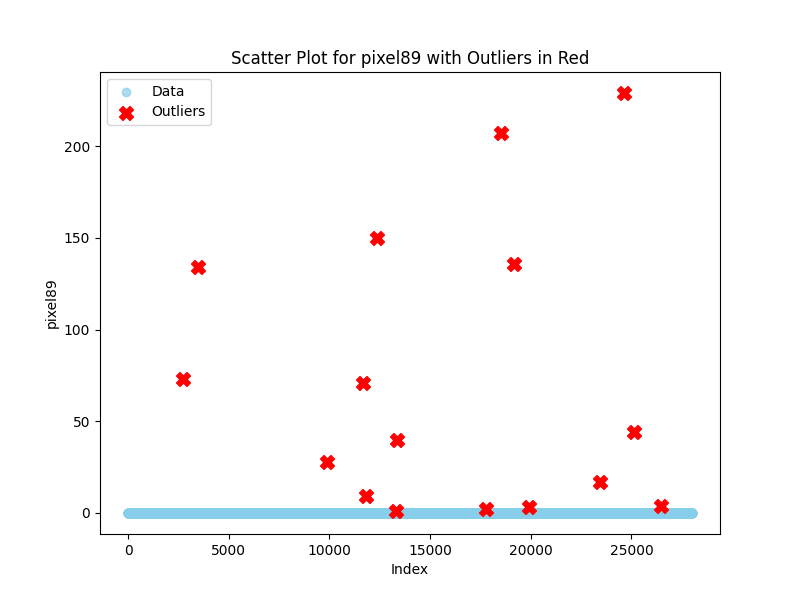 Scatter Plot for pixel89 with Outliers in Red
Data
Outliers
200
150
100
50
0
pixel89
0 5000 10000 15000 20000 25000
Index